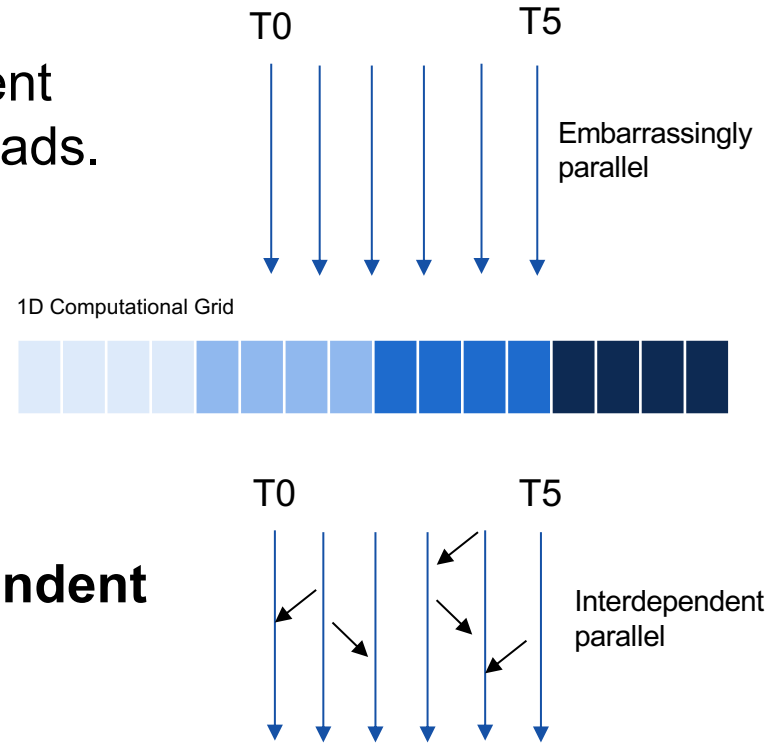 T0 T5
ent
ads.
Embarrassingly
parallel
1D Computational Grid
T0 T5
ndent
Interdependent
parallel